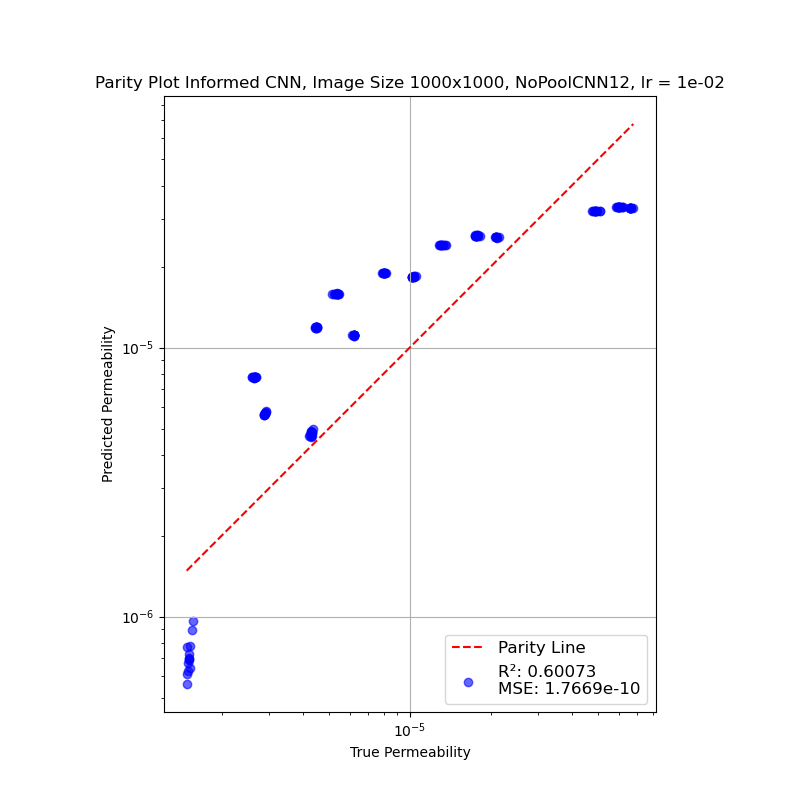 Parity Plot Informed CNN, Image Size 1000x1000, NoPoolCNN12, lr = 1e-02
Predicted Permeability
10⁻⁵
10⁻⁶
Parity Line
R²: 0.60073
MSE: 1.7669e-10
10⁻⁵
True Permeability